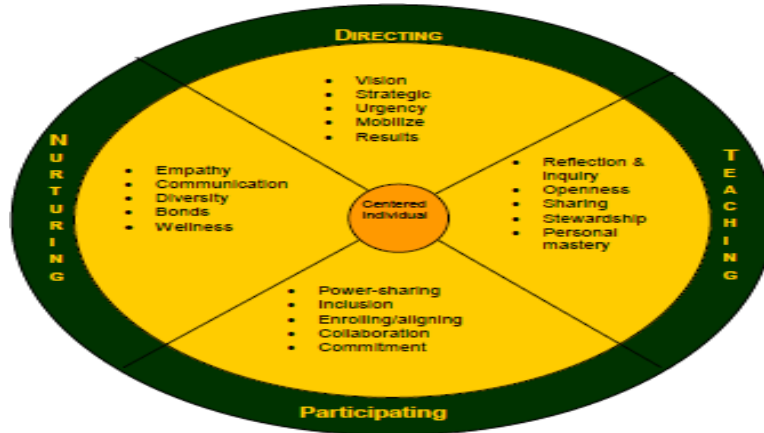 DIRECTING
• Vision
• Strategic
• Urgency
• Mobilize
• Results
NURTURING
• Empathy
• Communication
• Diversity
• Bonds
• Wellness
Centered
Individual
• Reflection &
inquiry
• Openness
• Sharing
• Stewardship
• Personal
mastery
TEACHING
• Power-sharing
• Inclusion
• Enrolling/aligning
• Collaboration
• Commitment
Participating